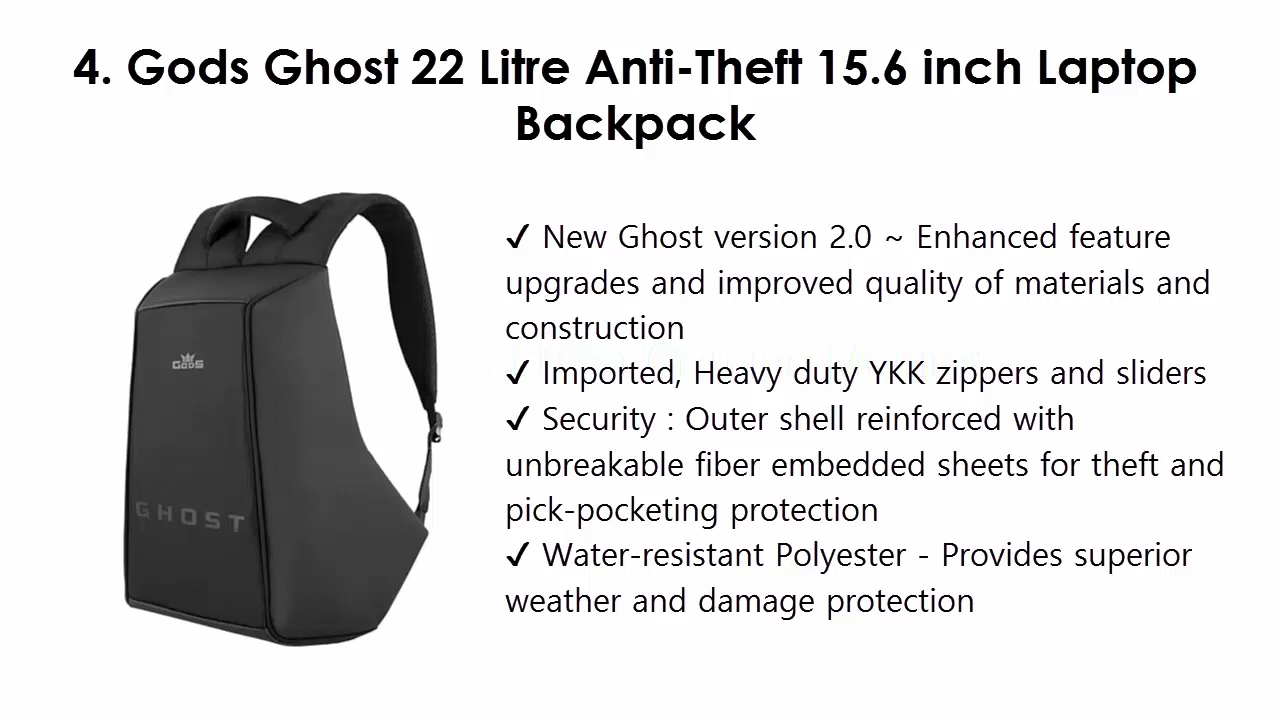 4. Gods Ghost 22 Litre Anti-Theft 15.6 inch Laptop
Backpack
✓ New Ghost version 2.0 ~ Enhanced feature
upgrades and improved quality of materials and
construction
✓ Imported, Heavy duty YKK zippers and sliders
✓ Security : Outer shell reinforced with
unbreakable fiber embedded sheets for theft and
pick-pocketing protection
✓ Water-resistant Polyester - Provides superior
weather and damage protection
GODS
GHOST